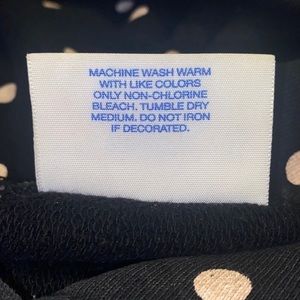 MACHINE WASH WARM
WITH LIKE COLORS
ONLY NON-CHLORINE
BLEACH. TUMBLE DRY
MEDIUM. DO NOT IRON
IF DECORATED.